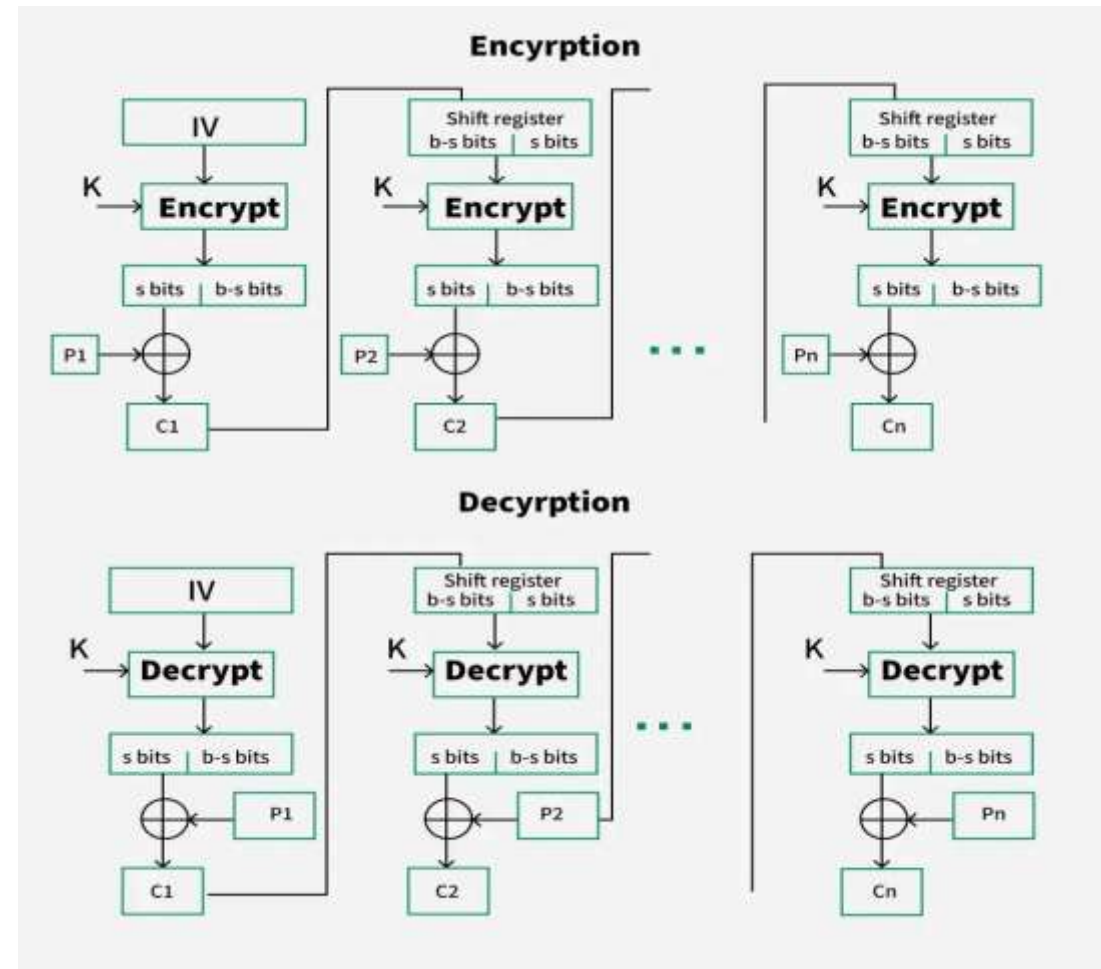 Encyrption
IV
Shift register
b-s bits s bits
Shift register
b-s bits s bits
K
Encrypt
K
Encrypt
K
Encrypt
s bits b-s bits
s bits b-s bits
s bits b-s bits
P1
P2
Pn
C1
C2
Cn
Decyrption
IV
Shift register
b-s bits s bits
Shift register
b-s bits s bits
K
Decrypt
K
Decrypt
K
Decrypt
s bits b-s bits
s bits b-s bits
s bits b-s bits
P1
P2
Pn
C1
C2
Cn